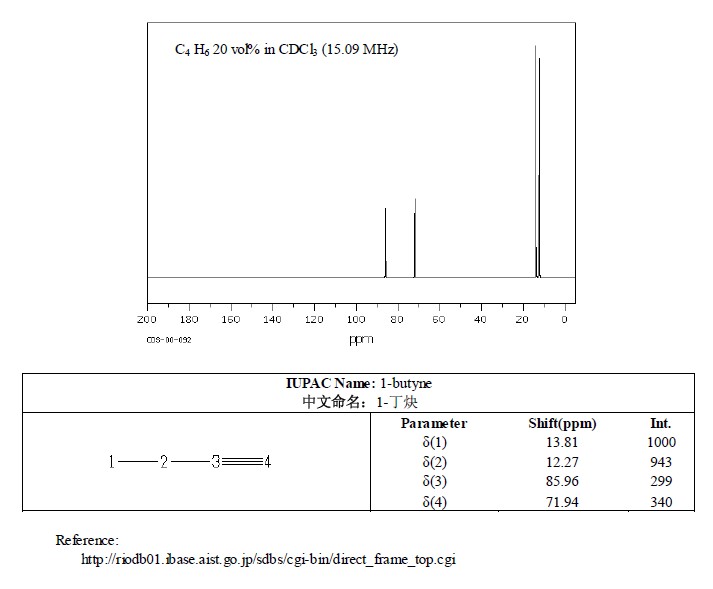 C₄ H₆ 20 vol% in CDCl₃ (15.09 MHz)
200 180 160 140 120 100 80 60 40 20 0
CDS-00-092
ppm
IUPAC Name: 1-butyne
中文命名：1-丁炔
Parameter Shift(ppm) Int.
δ(1) 13.81 1000
δ(2) 12.27 943
1 2 3 4
δ(3) 85.96 299
δ(4) 71.94 340
Reference:
http://riodb01.ibase.aist.go.jp/sdbs/cgi-bin/direct_frame_top.cgi